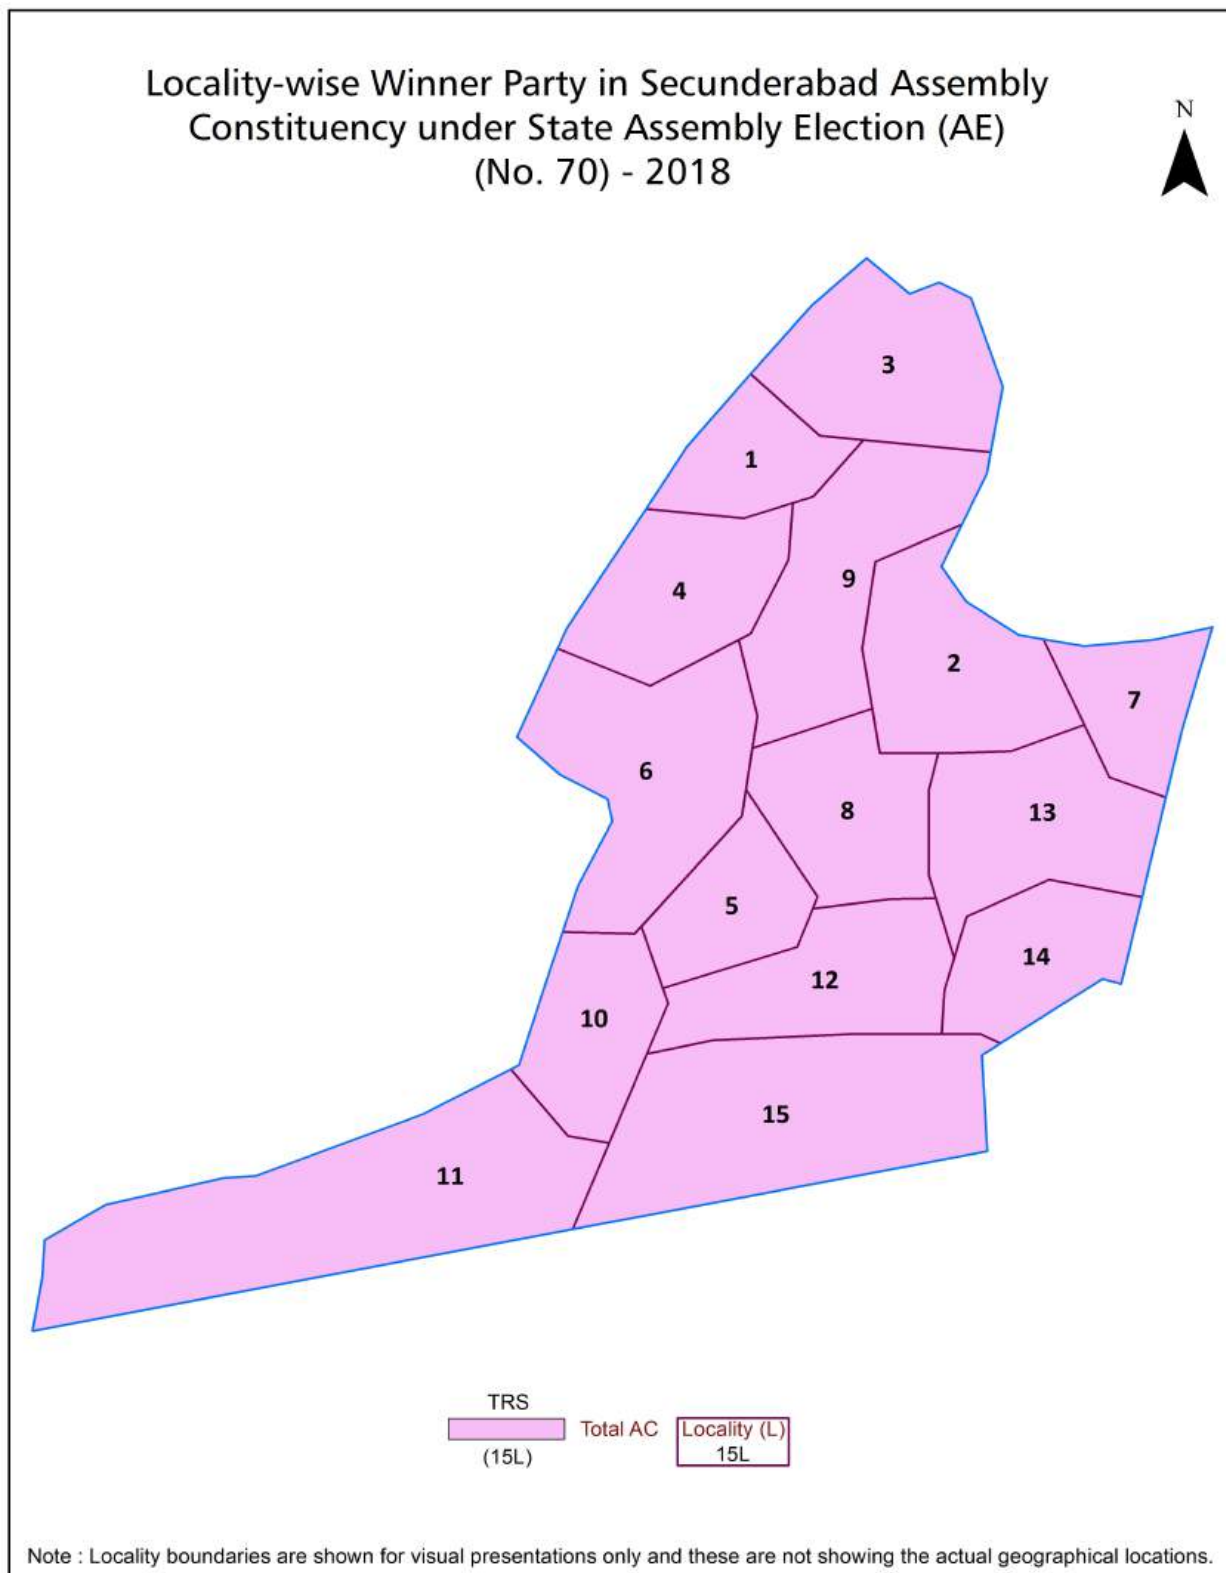 Locality-wise Winner Party in Secunderabad Assembly
Constituency under State Assembly Election (AE)
(No. 70) - 2018
N
3
1
9
4
2
7
6
8
13
5
14
12
10
15
11
TRS
Total AC
Locality (L)
(15L)
15L
Note : Locality boundaries are shown for visual presentations only and these are not showing the actual geographical locations.